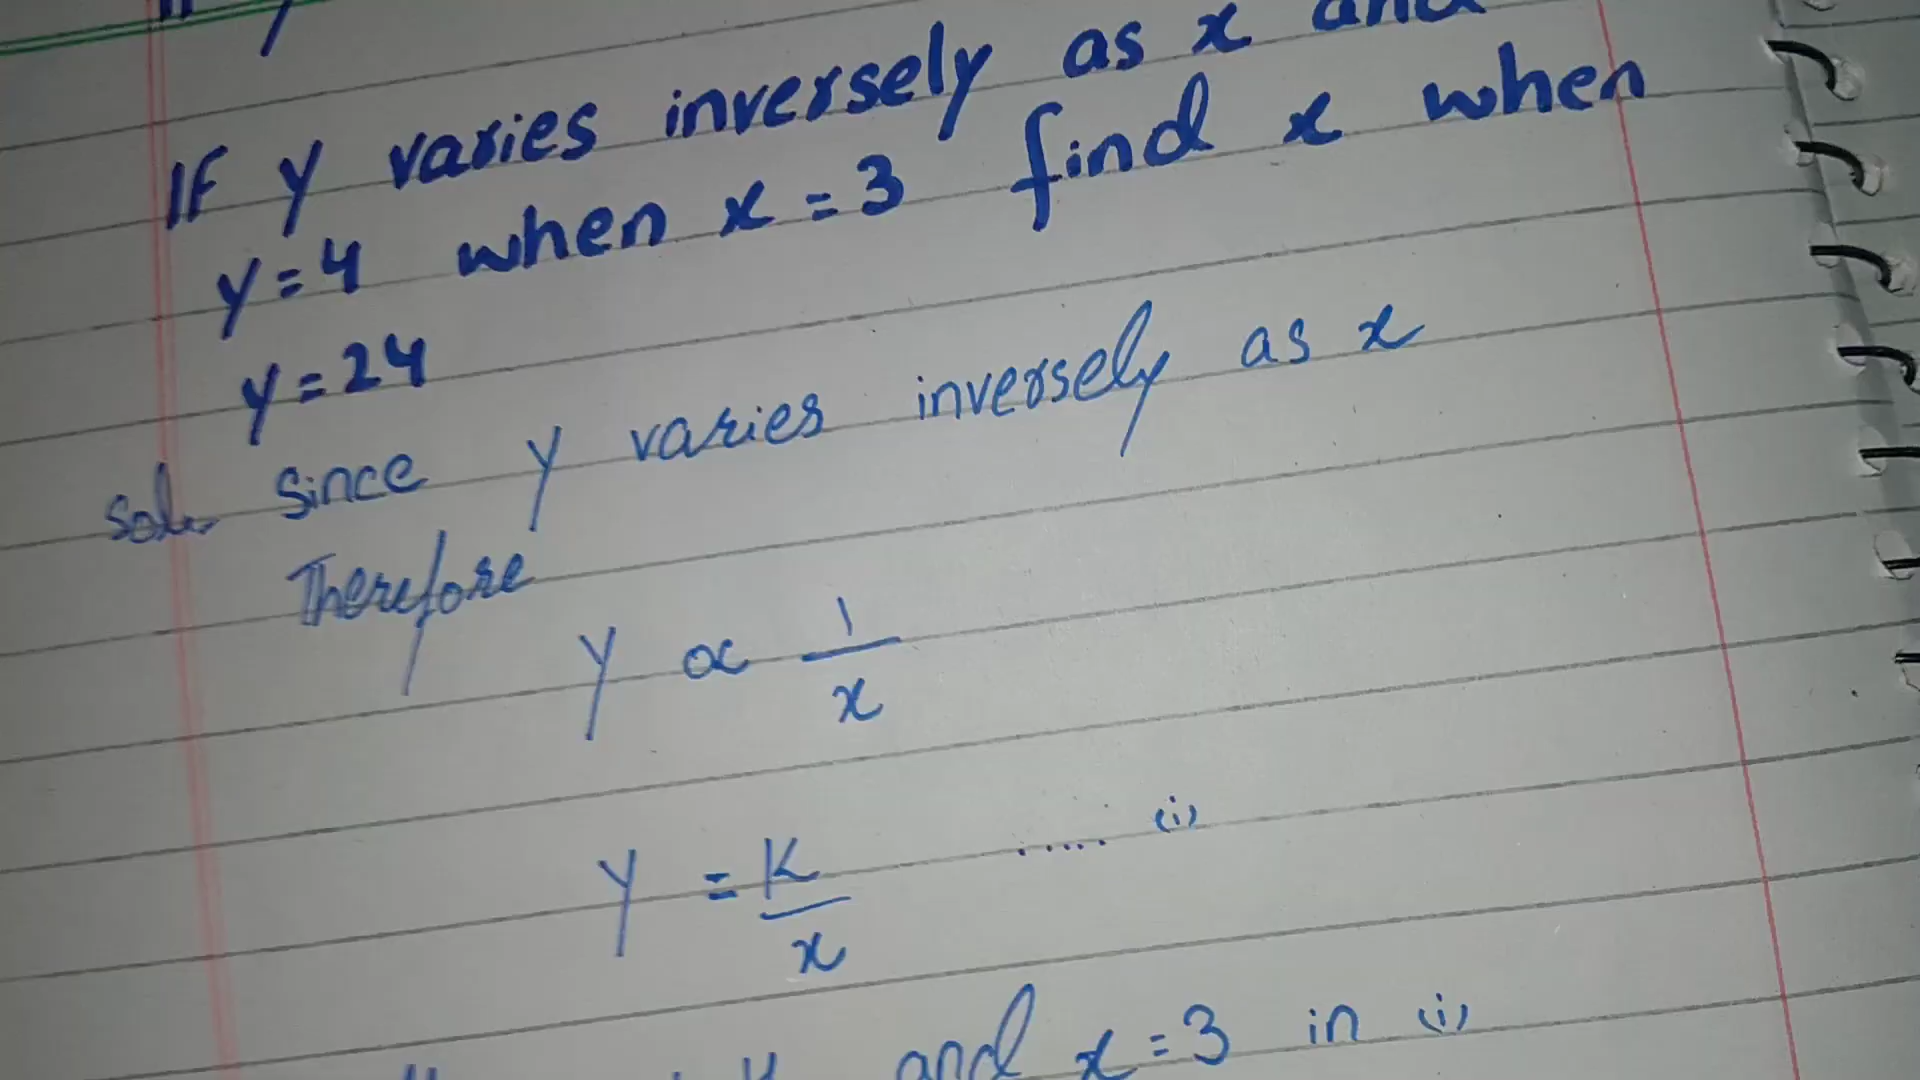 If y varies inversely as x and
y=4 when x=3 find x when
y=24
Sol. Since y varies inversely as x
Therefore
y ∝ 1/x
y = K/x ..... (i)
and x=3 in (i)